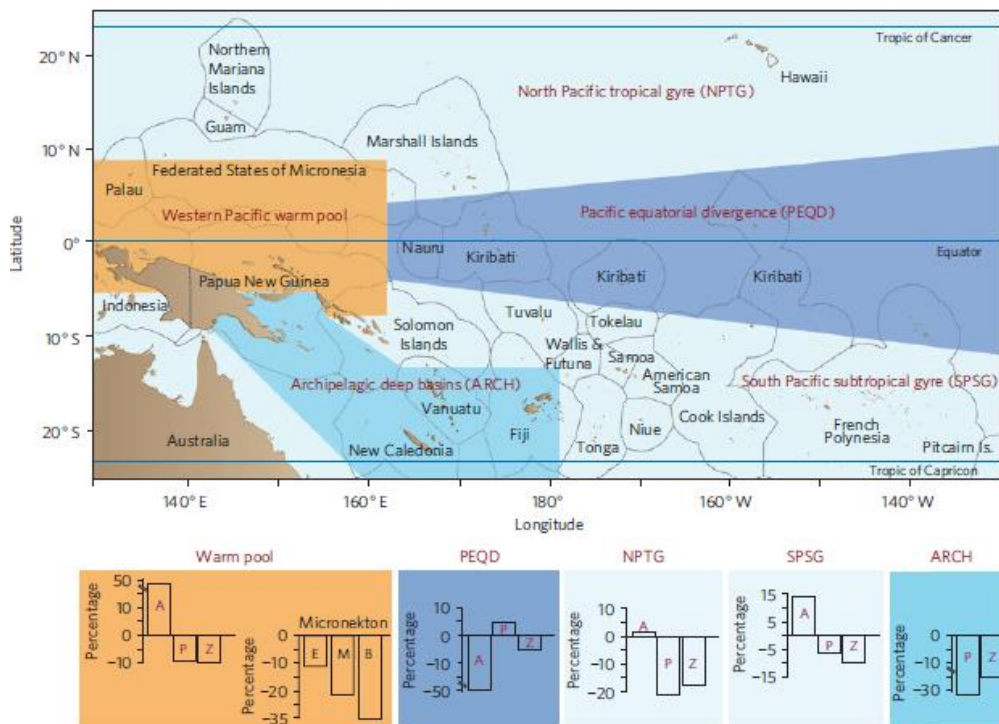 20° N
10° N
0°
10° S
20° S
Latitude
Northern
Mariana
Islands
Guam
Tropic of Cancer
Hawaii
North Pacific tropical gyre (NPTG)
Marshall Islands
Federated States of Micronesia
Palau
Western Pacific warm pool
Pacific equatorial divergence (PEQD)
Nauru
Kiribati
Kiribati
Kiribati
Equator
Papua New Guinea
Indonesia
Solomon
Islands
Tuvalu
Tokelau
Wallis &
Futuna
Samoa
American
Samoa
Archipelagic deep basins (ARCH)
South Pacific subtropical gyre (SPSG)
Vanuatu
Cook Islands
French
Polynesia
Australia
New Caledonia
Fiji
Tonga
Niue
Pitcairn Is.
Tropic of Capricon
140° E
160° E
180°
160° W
140° W
Longitude
Warm pool
Percentage
50
10
0
-10
A
P
Z
Micronekton
Percentage
0
-10
-20
-35
E
M
B
PEQD
Percentage
10
0
-10
-50
A
P
Z
NPTG
Percentage
10
0
-10
-20
A
P
Z
SPSG
Percentage
15
5
-5
-15
A
P
Z
ARCH
Percentage
10
0
-10
-30
P
Z